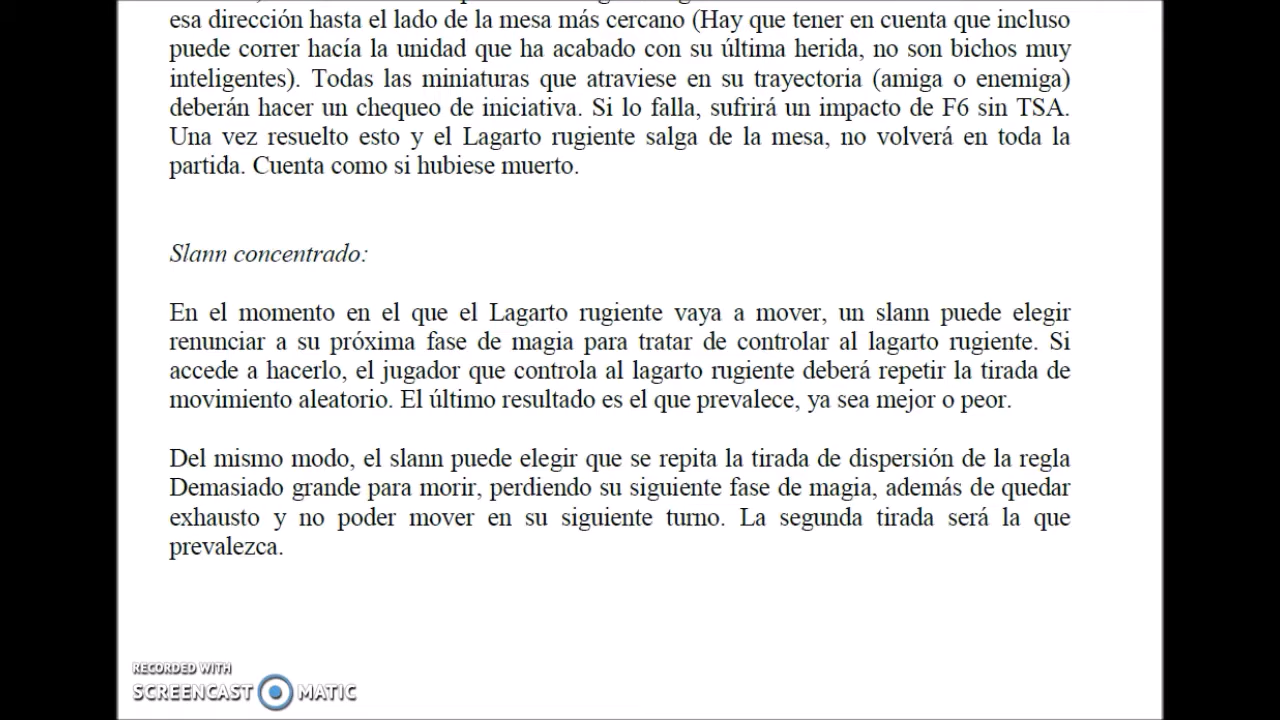 esa dirección hasta el lado de la mesa más cercano (Hay que tener en cuenta que incluso
puede correr hacía la unidad que ha acabado con su última herida, no son bichos muy
inteligentes). Todas las miniaturas que atraviese en su trayectoria (amiga o enemiga)
deberán hacer un chequeo de iniciativa. Si lo falla, sufrirá un impacto de F6 sin TSA.
Una vez resuelto esto y el Lagarto rugiente salga de la mesa, no volverá en toda la
partida. Cuenta como si hubiese muerto.
Slann concentrado:
En el momento en el que el Lagarto rugiente vaya a mover, un slann puede elegir
renunciar a su próxima fase de magia para tratar de controlar al lagarto rugiente. Si
accede a hacerlo, el jugador que controla al lagarto rugiente deberá repetir la tirada de
movimiento aleatorio. El último resultado es el que prevalece, ya sea mejor o peor.
Del mismo modo, el slann puede elegir que se repita la tirada de dispersión de la regla
Demasiado grande para morir, perdiendo su siguiente fase de magia, además de quedar
exhausto y no poder mover en su siguiente turno. La segunda tirada será la que
prevalezca.
RECORDED WITH
SCREENCAST MATIC